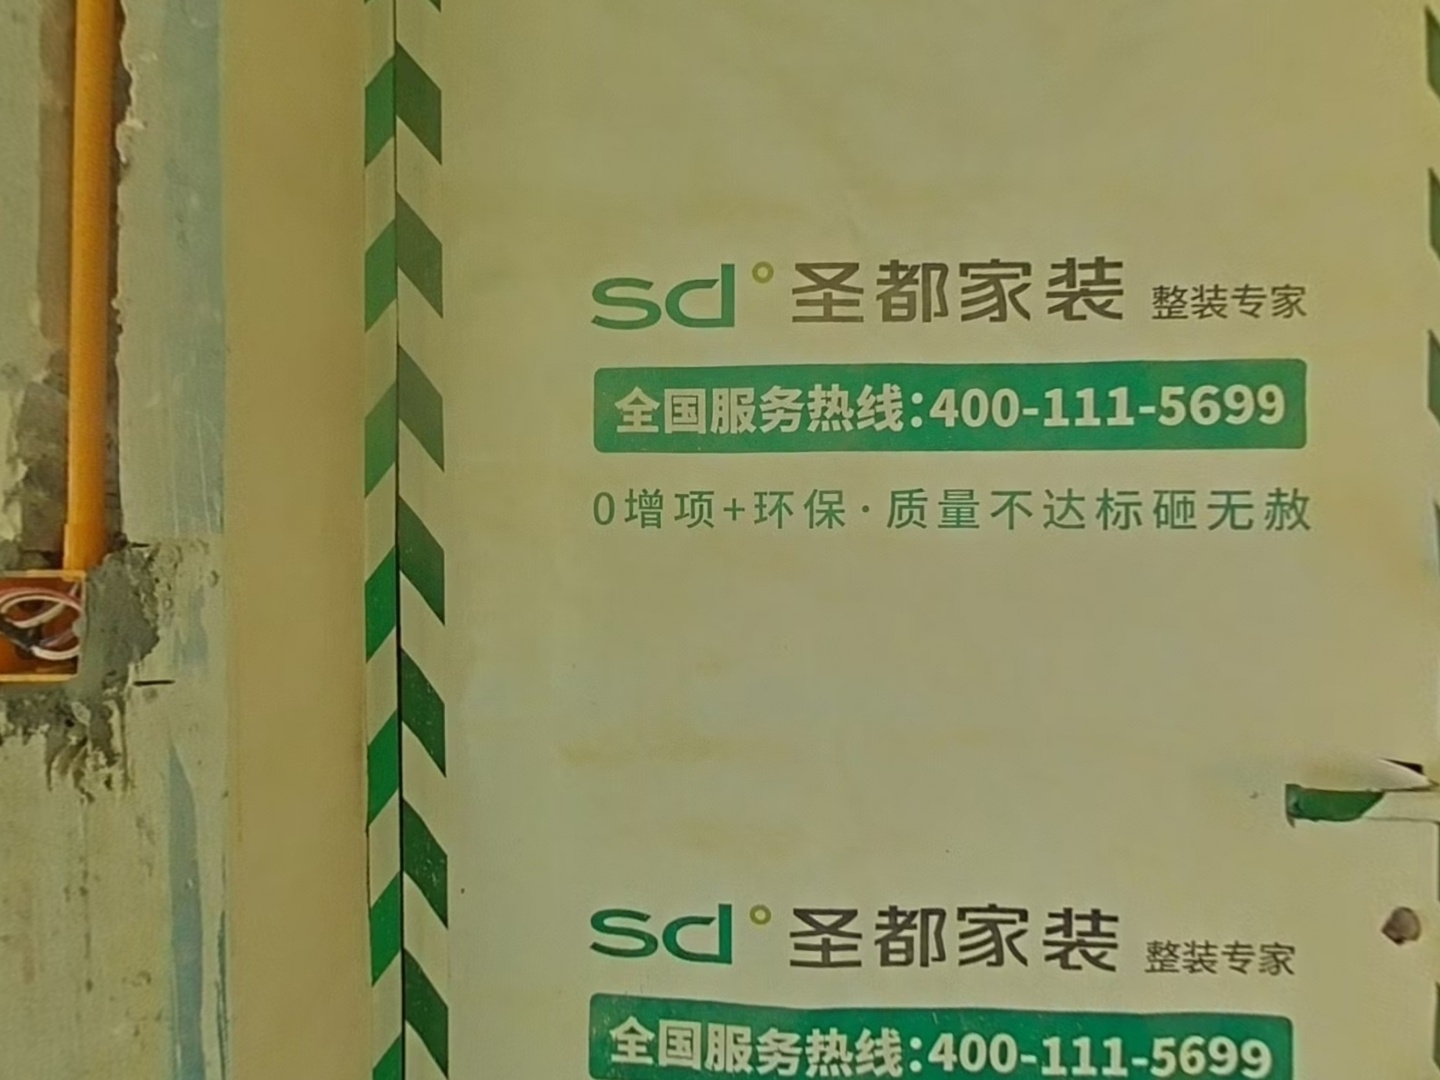 sd° 圣都家装 整装专家
全国服务热线:400-111-5699
0增项+环保·质量不达标砸无赦
sd° 圣都家装 整装专家
全国服务热线:400-111-5699